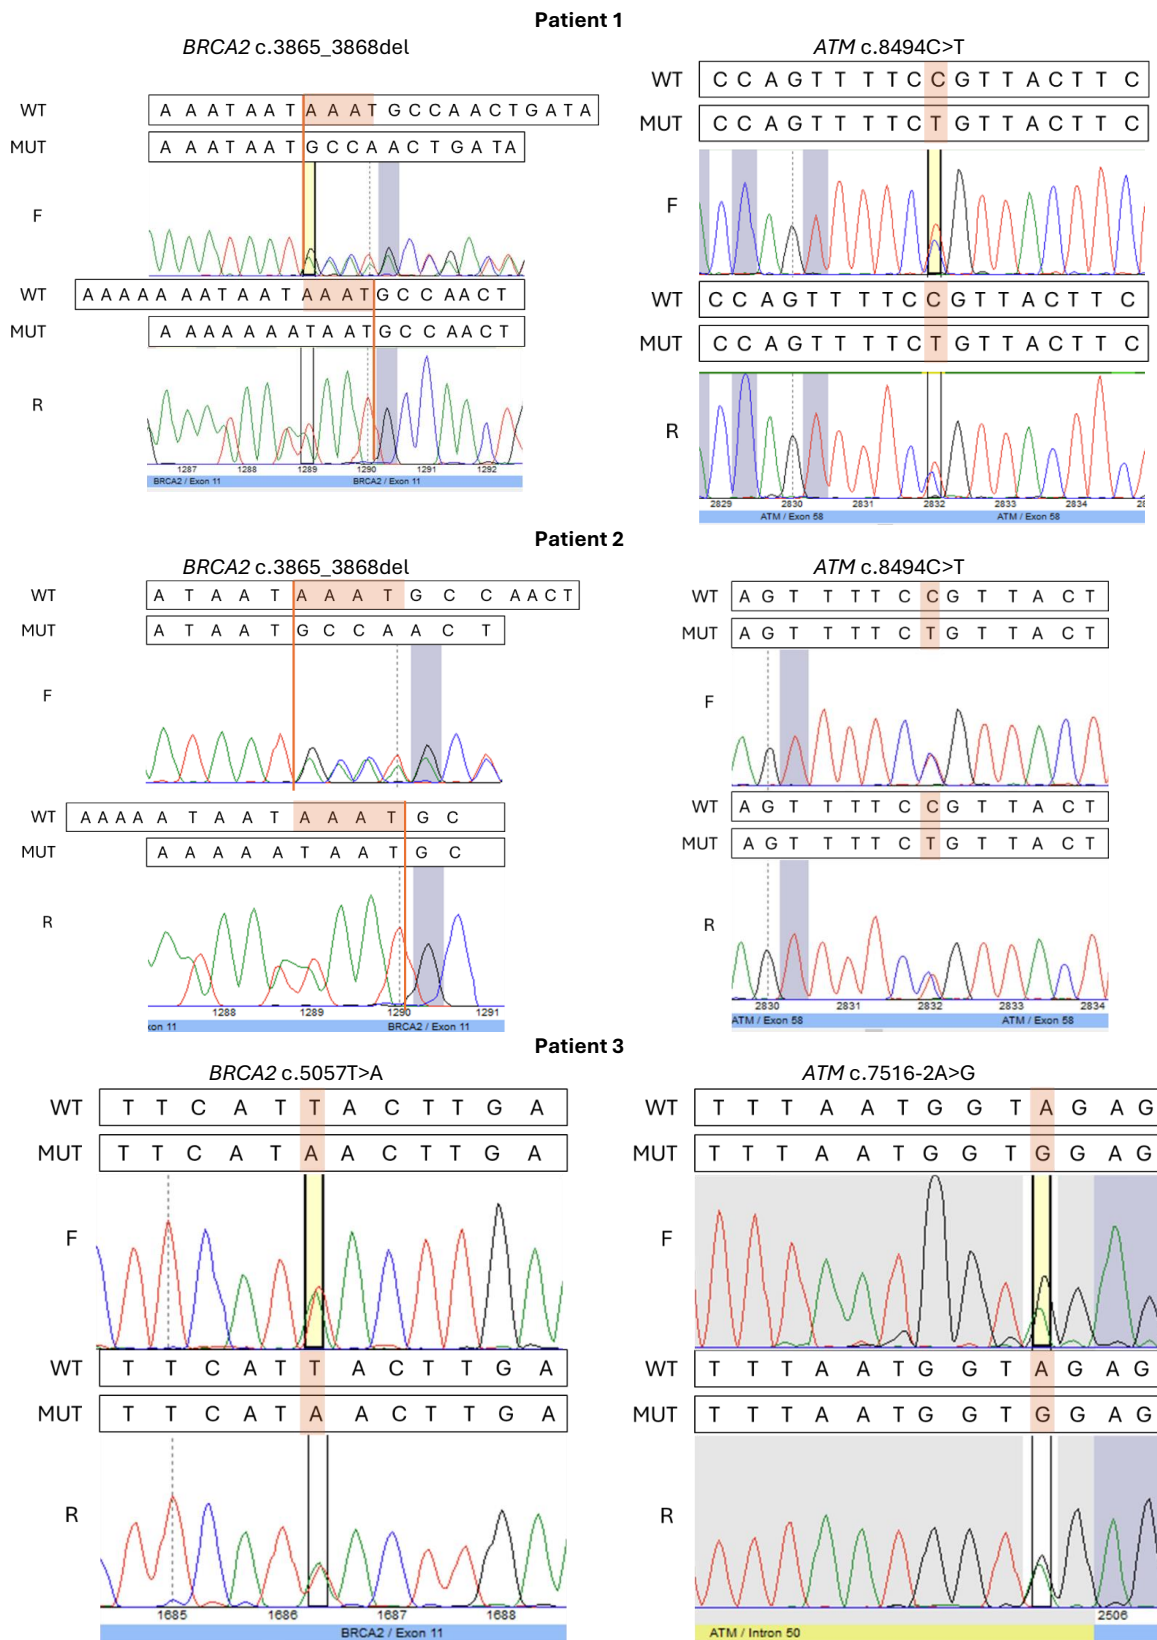 Patient 1
BRCA2 c.3865_3868del
WT A A A T A A T A A A T G C C A A C T G A T A
MUT A A A T A A T G C C A A C T G A T A
F
WT A A A A A A A T A A T A A A T G C C A A C T
MUT A A A A A A A T A A T G C C A A C T
R
1287 1288 1289 1290 1291 1292
BRCA2 / Exon 11 BRCA2 / Exon 11
ATM c.8494C>T
WT C C A G T T T T C C G T T A C T T C
MUT C C A G T T T T C T G T T A C T T C
F
WT C C A G T T T T C C G T T A C T T C
MUT C C A G T T T T C T G T T A C T T C
R
2829 2830 2831 2832 2833 2834 28
ATM / Exon 58 ATM / Exon 58
Patient 2
BRCA2 c.3865_3868del
WT A T A A T A A A T G C C A A C T
MUT A T A A T G C C A A C T
F
WT A A A A A T A A T A A A T G C
MUT A A A A A T A A T G C
R
1288 1289 1290 1291
xon 11 BRCA2 / Exon 11
ATM c.8494C>T
WT A G T T T T C C G T T A C T
MUT A G T T T T C T G T T A C T
F
WT A G T T T T C C G T T A C T
MUT A G T T T T C T G T T A C T
R
2830 2831 2832 2833 2834
ATM / Exon 58 ATM / Exon 58
Patient 3
BRCA2 c.5057T>A
WT T T C A T T A C T T G A
MUT T T C A T A A C T T G A
F
WT T T C A T T A C T T G A
MUT T T C A T A A C T T G A
R
1685 1686 1687 1688
BRCA2 / Exon 11
ATM c.7516-2A>G
WT T T T A A T G G T A G A G
MUT T T T A A T G G T G G A G
F
WT T T T A A T G G T A G A G
MUT T T T A A T G G T G G A G
R
2506
ATM / Intron 50